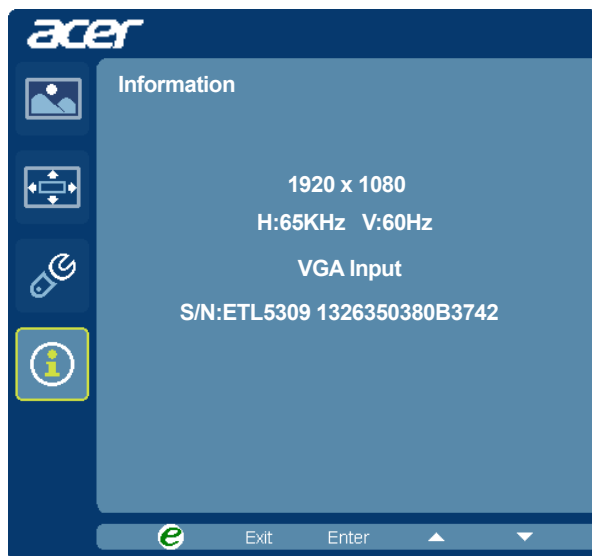 acer
Information
1920 x 1080
H:65KHz V:60Hz
VGA Input
S/N:ETL5309 1326350380B3742
e Exit Enter